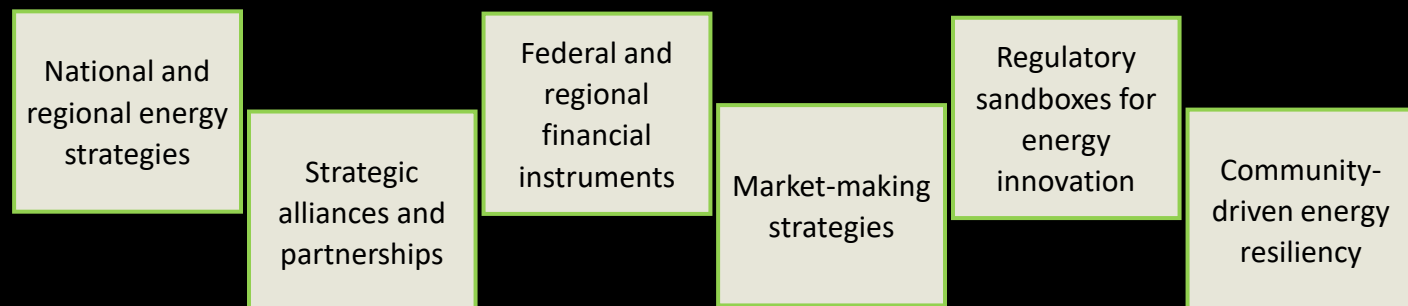 National and
regional energy
strategies
Strategic
alliances and
partnerships
Federal and
regional
financial
instruments
Market-making
strategies
Regulatory
sandboxes for
energy
innovation
Community-
driven energy
resiliency